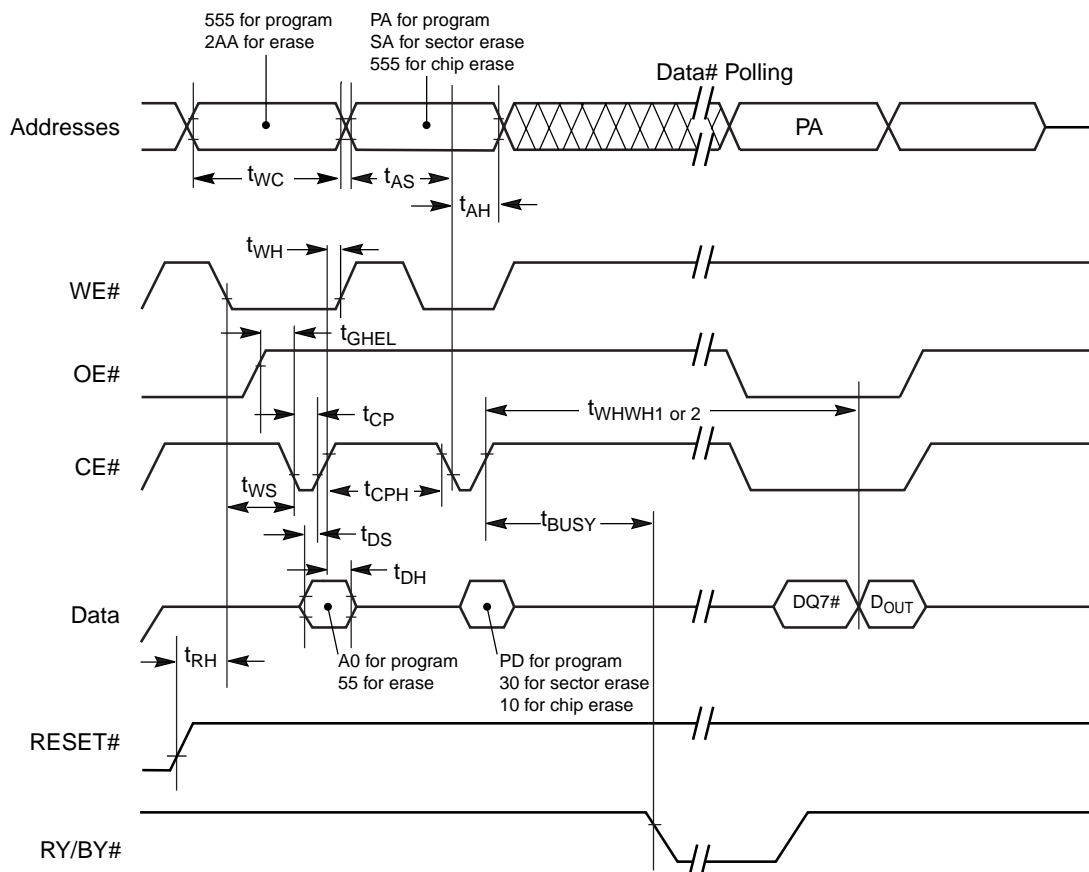 555 for program
2AA for erase
PA for program
SA for sector erase
555 for chip erase
Data# Polling
Addresses
PA
tWC
tAS
tAH
tWH
WE#
tGHEL
OE#
tWHWH1 or 2
tCP
CE#
tWS
tCPH
tBUSY
tDS
tDH
Data
DQ7#
DOUT
tRH
A0 for program
55 for erase
PD for program
30 for sector erase
10 for chip erase
RESET#
RY/BY#